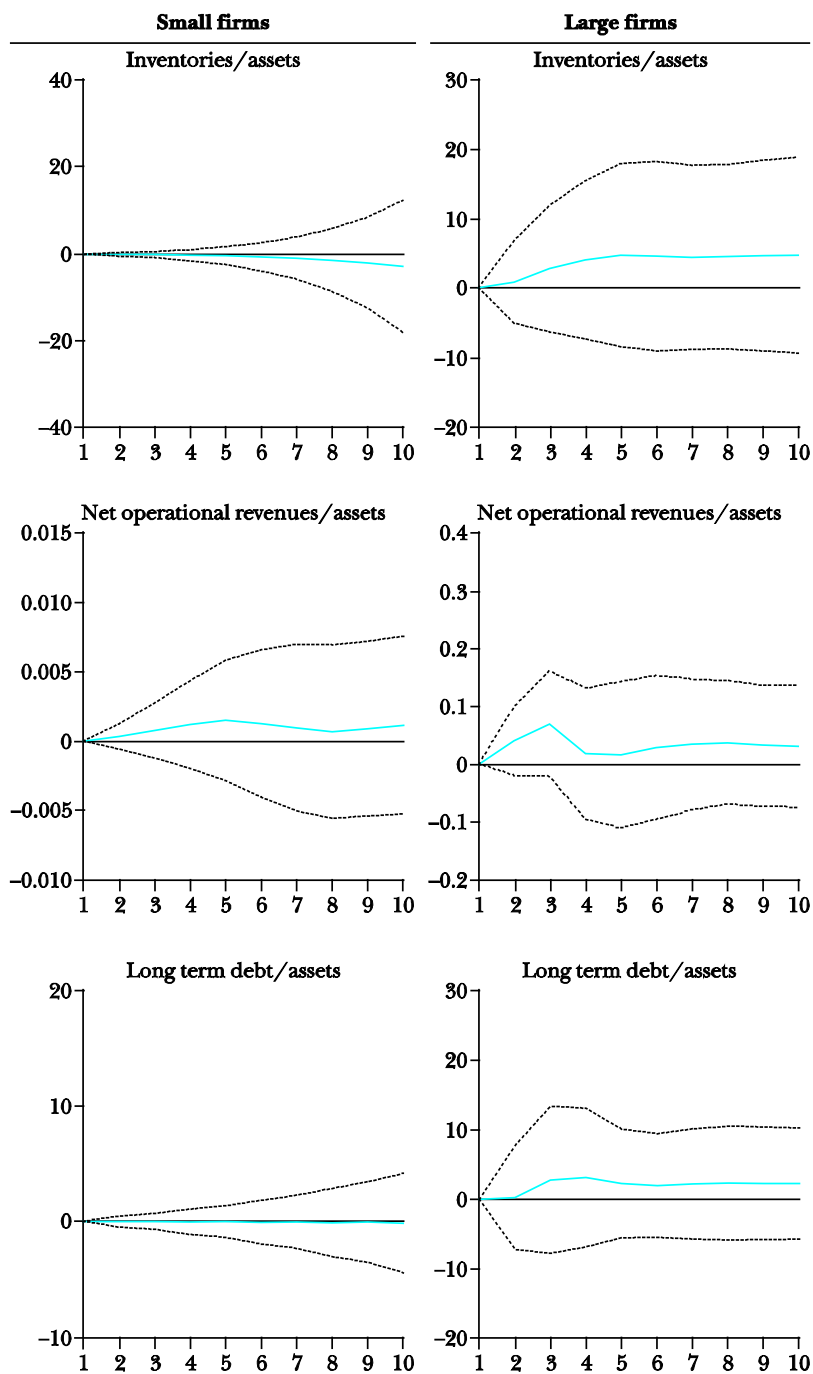 Small firms
Large firms
Inventories/assets
Inventories/assets
40
20
0
–20
–40
1 2 3 4 5 6 7 8 9 10
30
20
10
0
–10
–20
1 2 3 4 5 6 7 8 9 10
Net operational revenues/assets
Net operational revenues/assets
0.015
0.010
0.005
0
–0.005
–0.010
1 2 3 4 5 6 7 8 9 10
0.4
0.3
0.2
0.1
0
–0.1
–0.2
1 2 3 4 5 6 7 8 9 10
Long term debt/assets
Long term debt/assets
20
10
0
–10
1 2 3 4 5 6 7 8 9 10
30
20
10
0
–10
–20
1 2 3 4 5 6 7 8 9 10